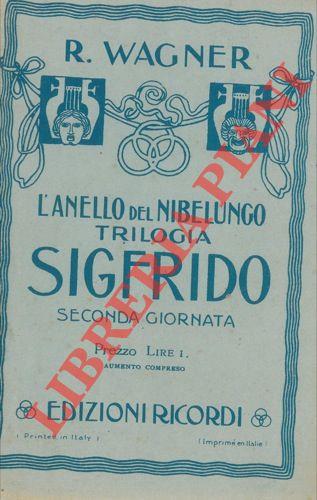 R. WAGNER
L'ANELLO DEL NIBELUNGO
TRILOGIA
SIGFRIDO
SECONDA GIORNATA
Prezzo LIRE 1.
AUMENTO COMPRESO
EDIZIONI RICORDI
( Printed in Italy ) ( Imprimé en Italie )
LIBRERIA PIANI